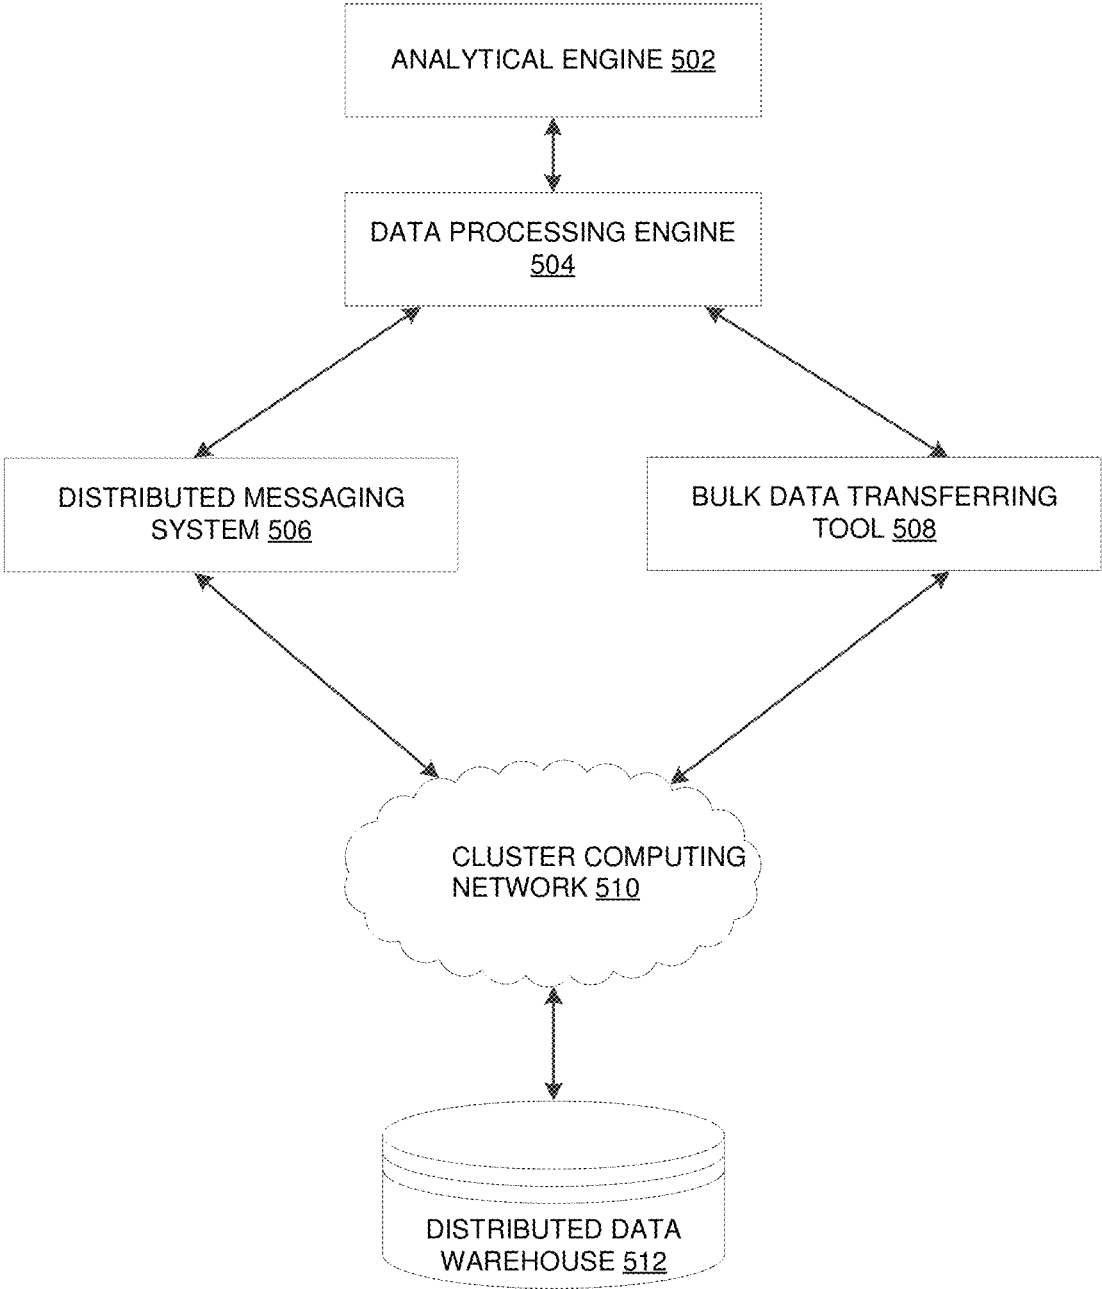 ANALYTICAL ENGINE 502
DATA PROCESSING ENGINE
504
DISTRIBUTED MESSAGING
SYSTEM 506
BULK DATA TRANSFERRING
TOOL 508
CLUSTER COMPUTING
NETWORK 510
DISTRIBUTED DATA
WAREHOUSE 512